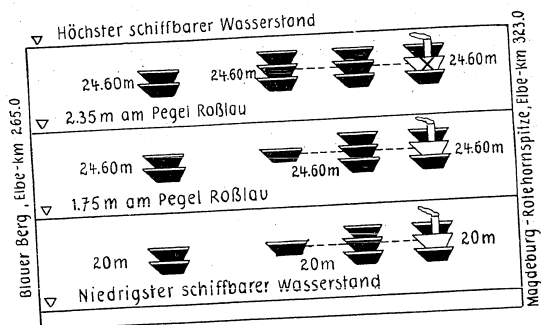 Höchster schiffbarer Wasserstand
24.60m 24.60m 24.60m
2.35 m am Pegel Roßlau
24.60m 24.60m 24.60m
1.75 m am Pegel Roßlau
20m 20m 20m
Niedrigster schiffbarer Wasserstand
Blauer Berg, Elbe-km 265.0
Magdeburg-Rotehornspitze, Elbe-km 323.0